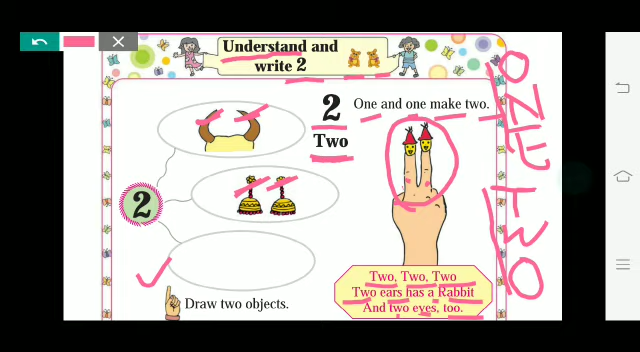 Understand and
write 2
2
Two
One and one make two.
2
Two, Two, Two
Two ears has a Rabbit
And two eyes, too.
Draw two objects.
ONE TWO